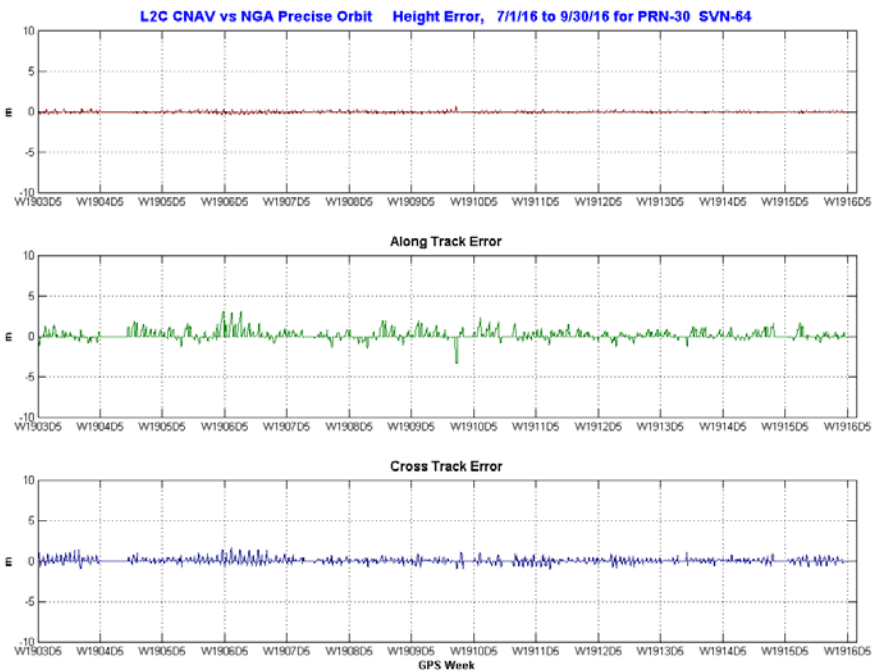 L2C CNAV vs NGA Precise Orbit Height Error, 7/1/16 to 9/30/16 for PRN-30 SVN-64
10
5
m
0
-5
-10
W1903D5 W1904D5 W1905D5 W1906D5 W1907D5 W1908D5 W1909D5 W1910D5 W1911D5 W1912D5 W1913D5 W1914D5 W1915D5 W1916D5
Along Track Error
10
5
m
0
-5
-10
W1903D5 W1904D5 W1905D5 W1906D5 W1907D5 W1908D5 W1909D5 W1910D5 W1911D5 W1912D5 W1913D5 W1914D5 W1915D5 W1916D5
Cross Track Error
10
5
m
0
-5
-10
W1903D5 W1904D5 W1905D5 W1906D5 W1907D5 W1908D5 W1909D5 W1910D5 W1911D5 W1912D5 W1913D5 W1914D5 W1915D5 W1916D5
GPS Week